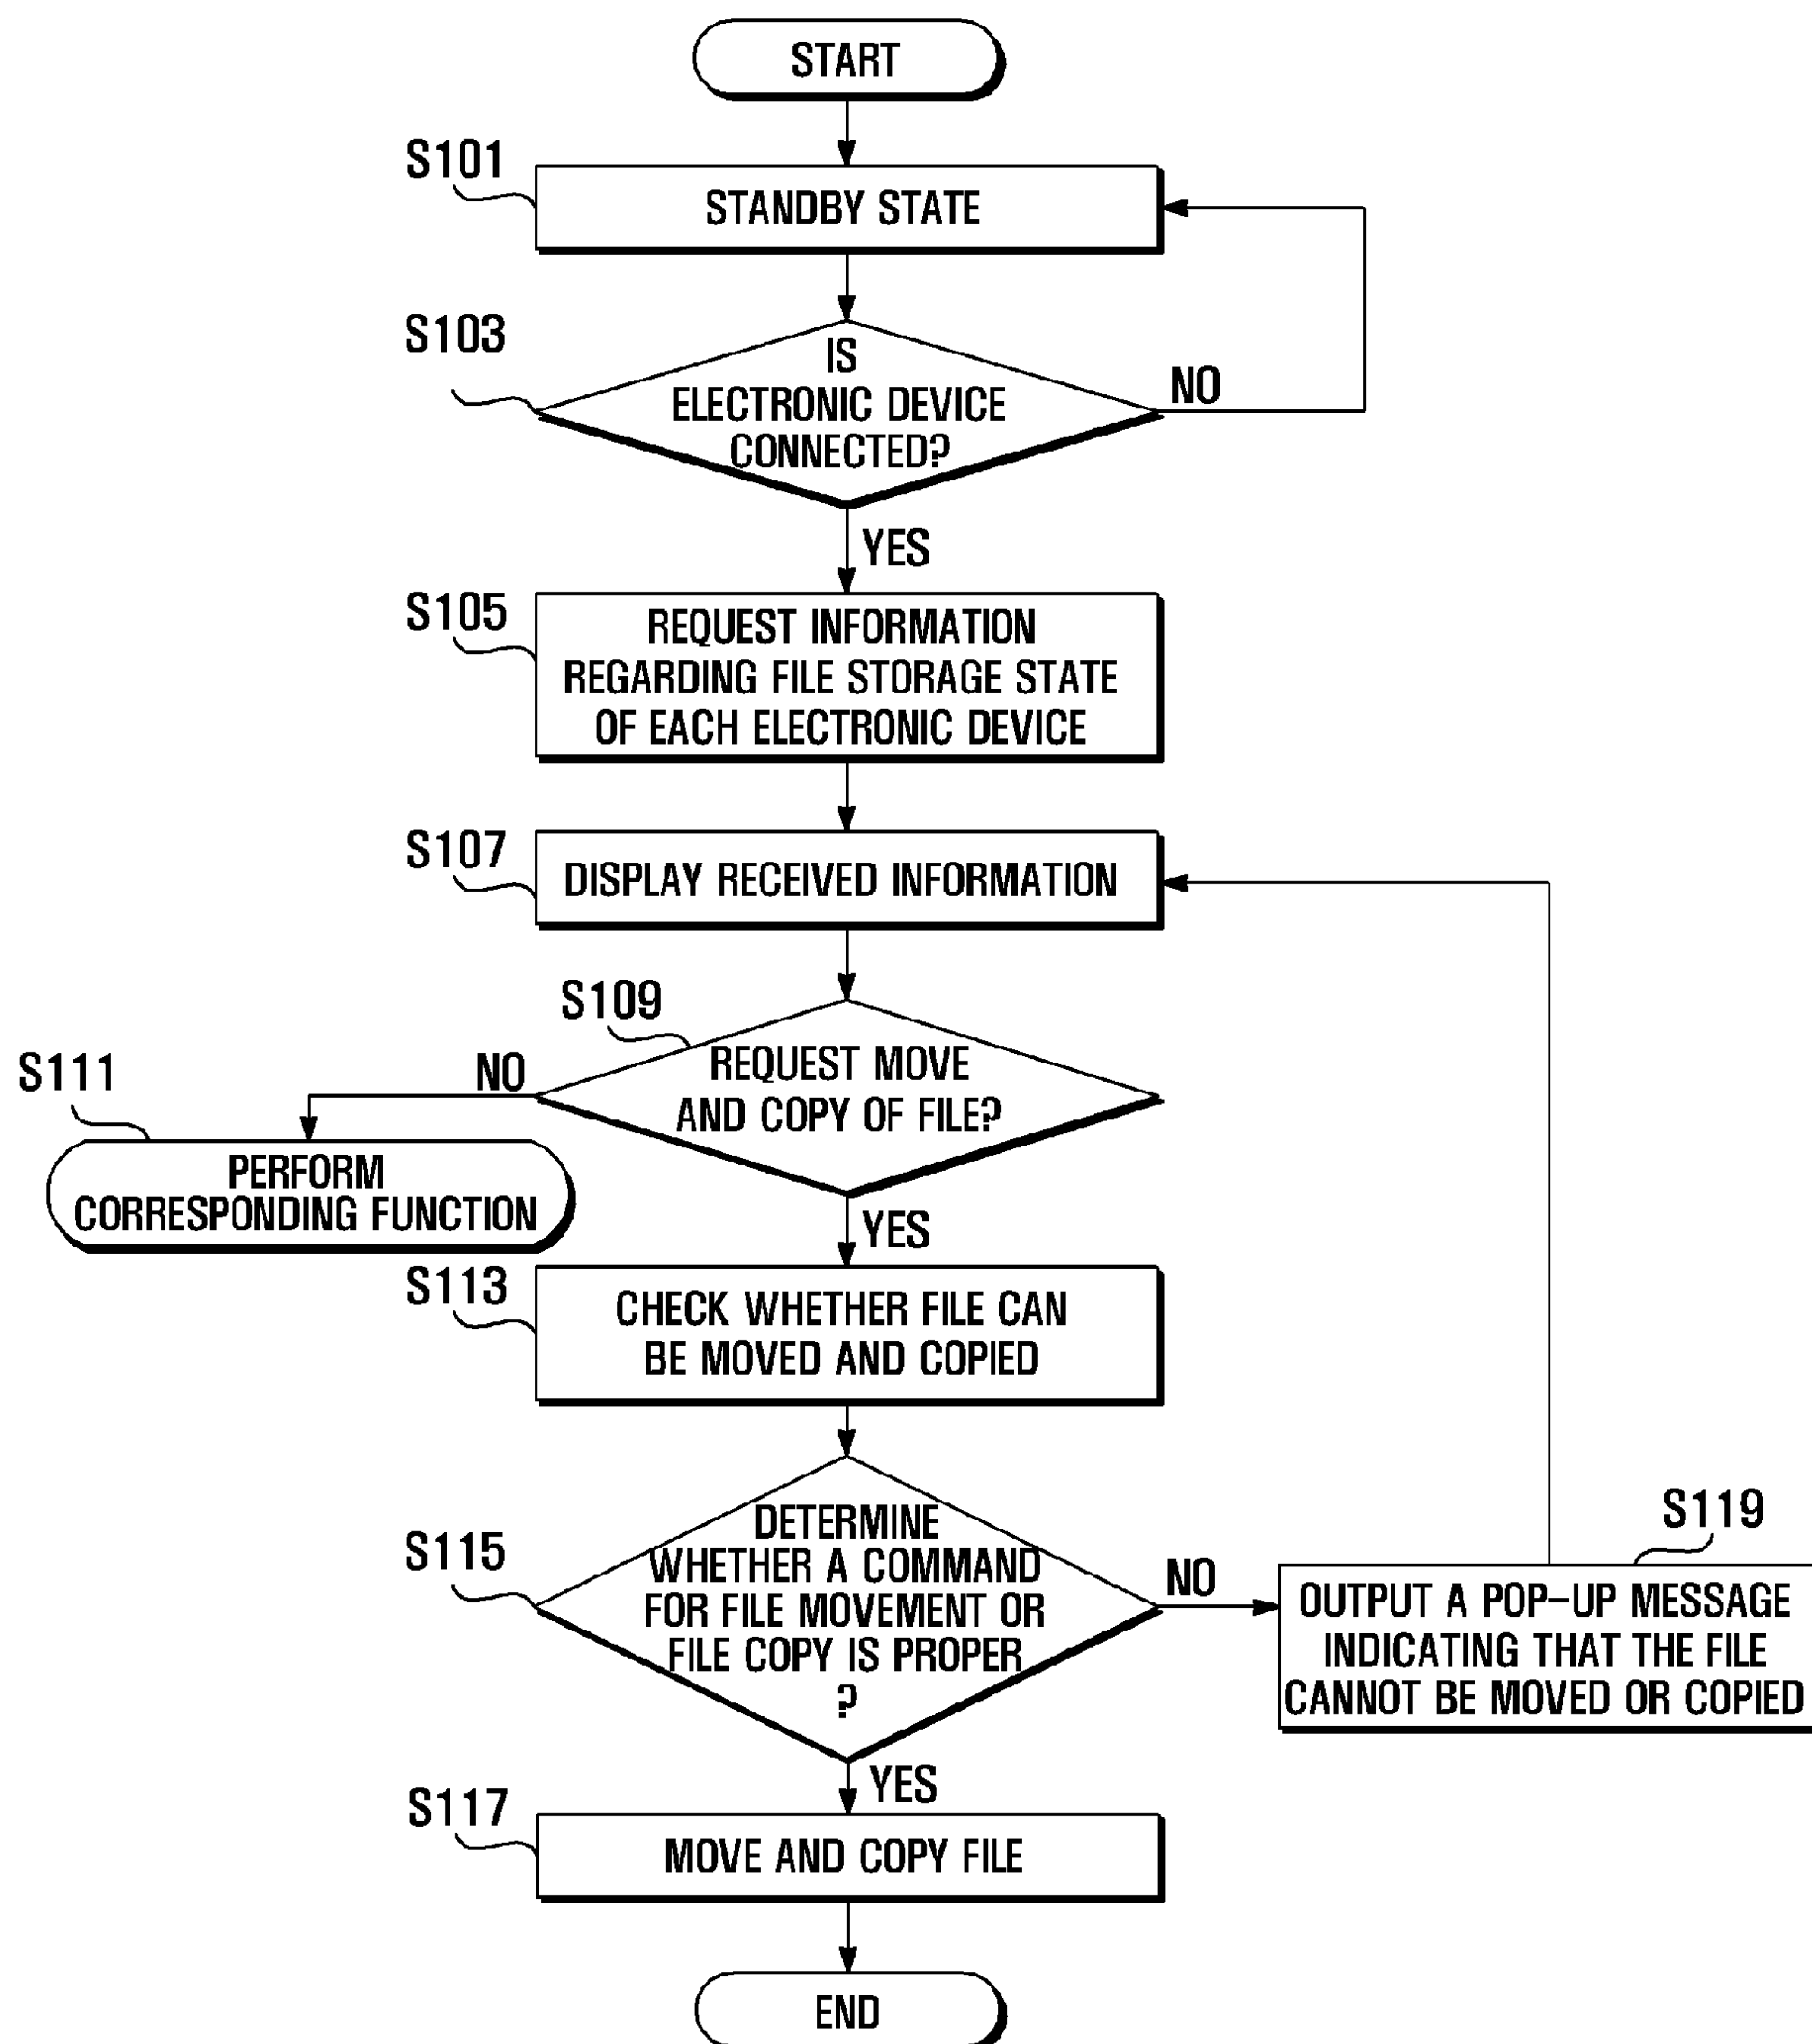 START
S101
STANDBY STATE
S103
IS
ELECTRONIC DEVICE
CONNECTED?
NO
YES
S105
REQUEST INFORMATION
REGARDING FILE STORAGE STATE
OF EACH ELECTRONIC DEVICE
S107
DISPLAY RECEIVED INFORMATION
S109
REQUEST MOVE
AND COPY OF FILE?
NO
S111
PERFORM
CORRESPONDING FUNCTION
YES
S113
CHECK WHETHER FILE CAN
BE MOVED AND COPIED
S115
DETERMINE
WHETHER A COMMAND
FOR FILE MOVEMENT OR
FILE COPY IS PROPER
?
NO
S119
OUTPUT A POP-UP MESSAGE
INDICATING THAT THE FILE
CANNOT BE MOVED OR COPIED
YES
S117
MOVE AND COPY FILE
END